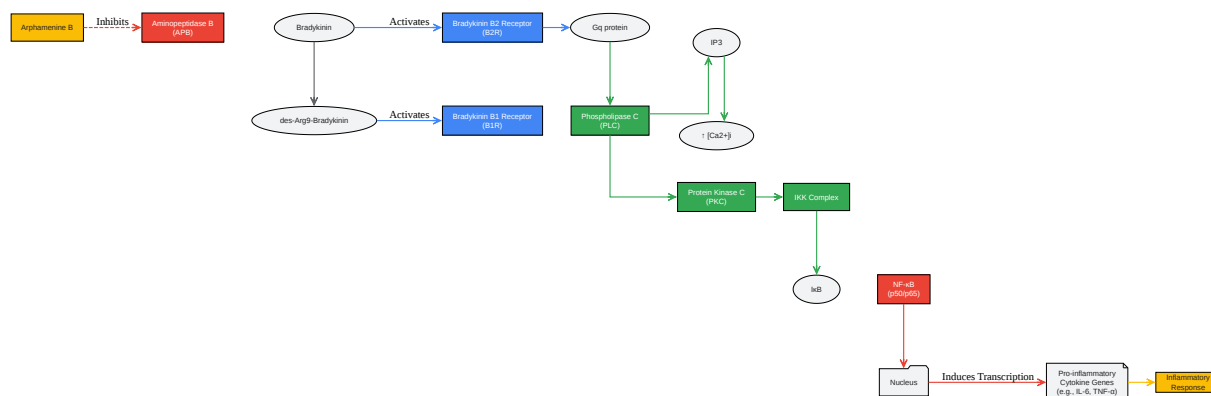 Arphamenine B
Inhibits
Aminopeptidase B
(APB)
Bradykinin
Activates
Bradykinin B2 Receptor
(B2R)
Gq protein
IP3
des-Arg9-Bradykinin
Activates
Bradykinin B1 Receptor
(B1R)
Phospholipase C
(PLC)
↑ [Ca2+]i
Protein Kinase C
(PKC)
IKK Complex
IκB
NF-κB
(p50/p65)
Nucleus
Induces Transcription
Pro-inflammatory
Cytokine Genes
(e.g., IL-6, TNF-α)
Inflammatory
Response